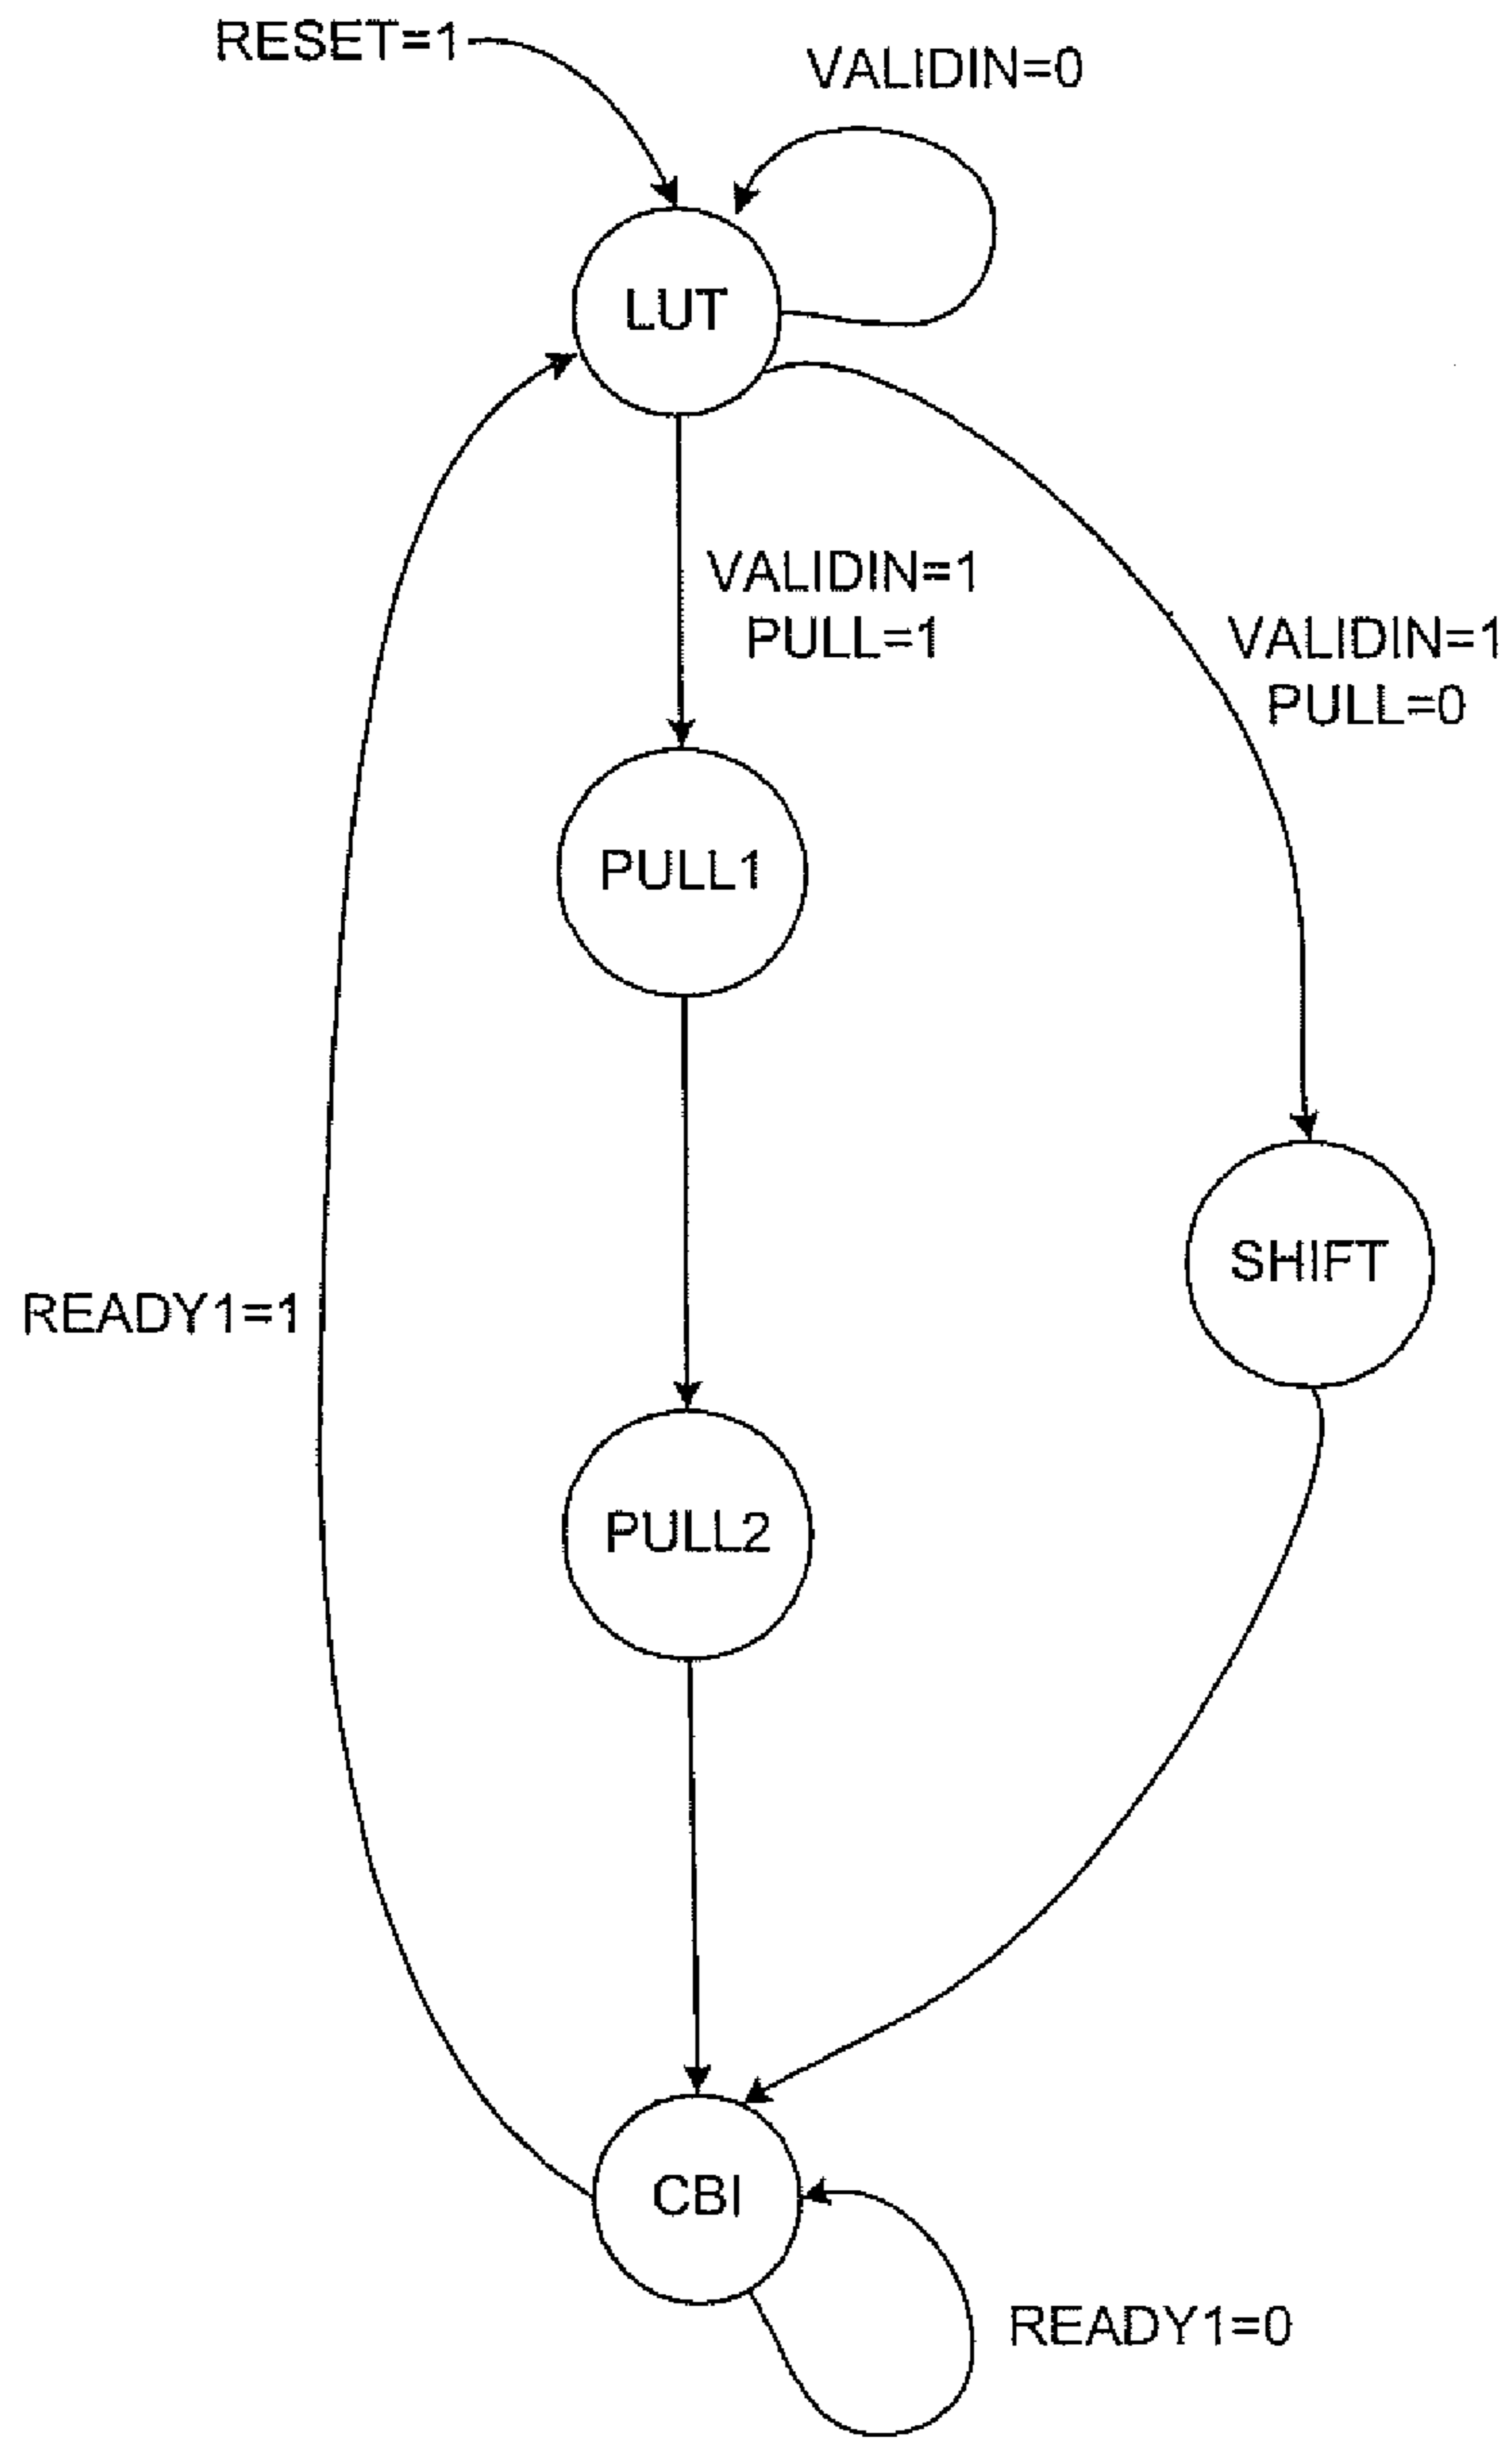 RESET=1
VALIDIN=0
LUT
VALIDIN=1
PULL=1
VALIDIN=1
PULL=0
PULL1
SHIFT
READY1=1
PULL2
CBI
READY1=0